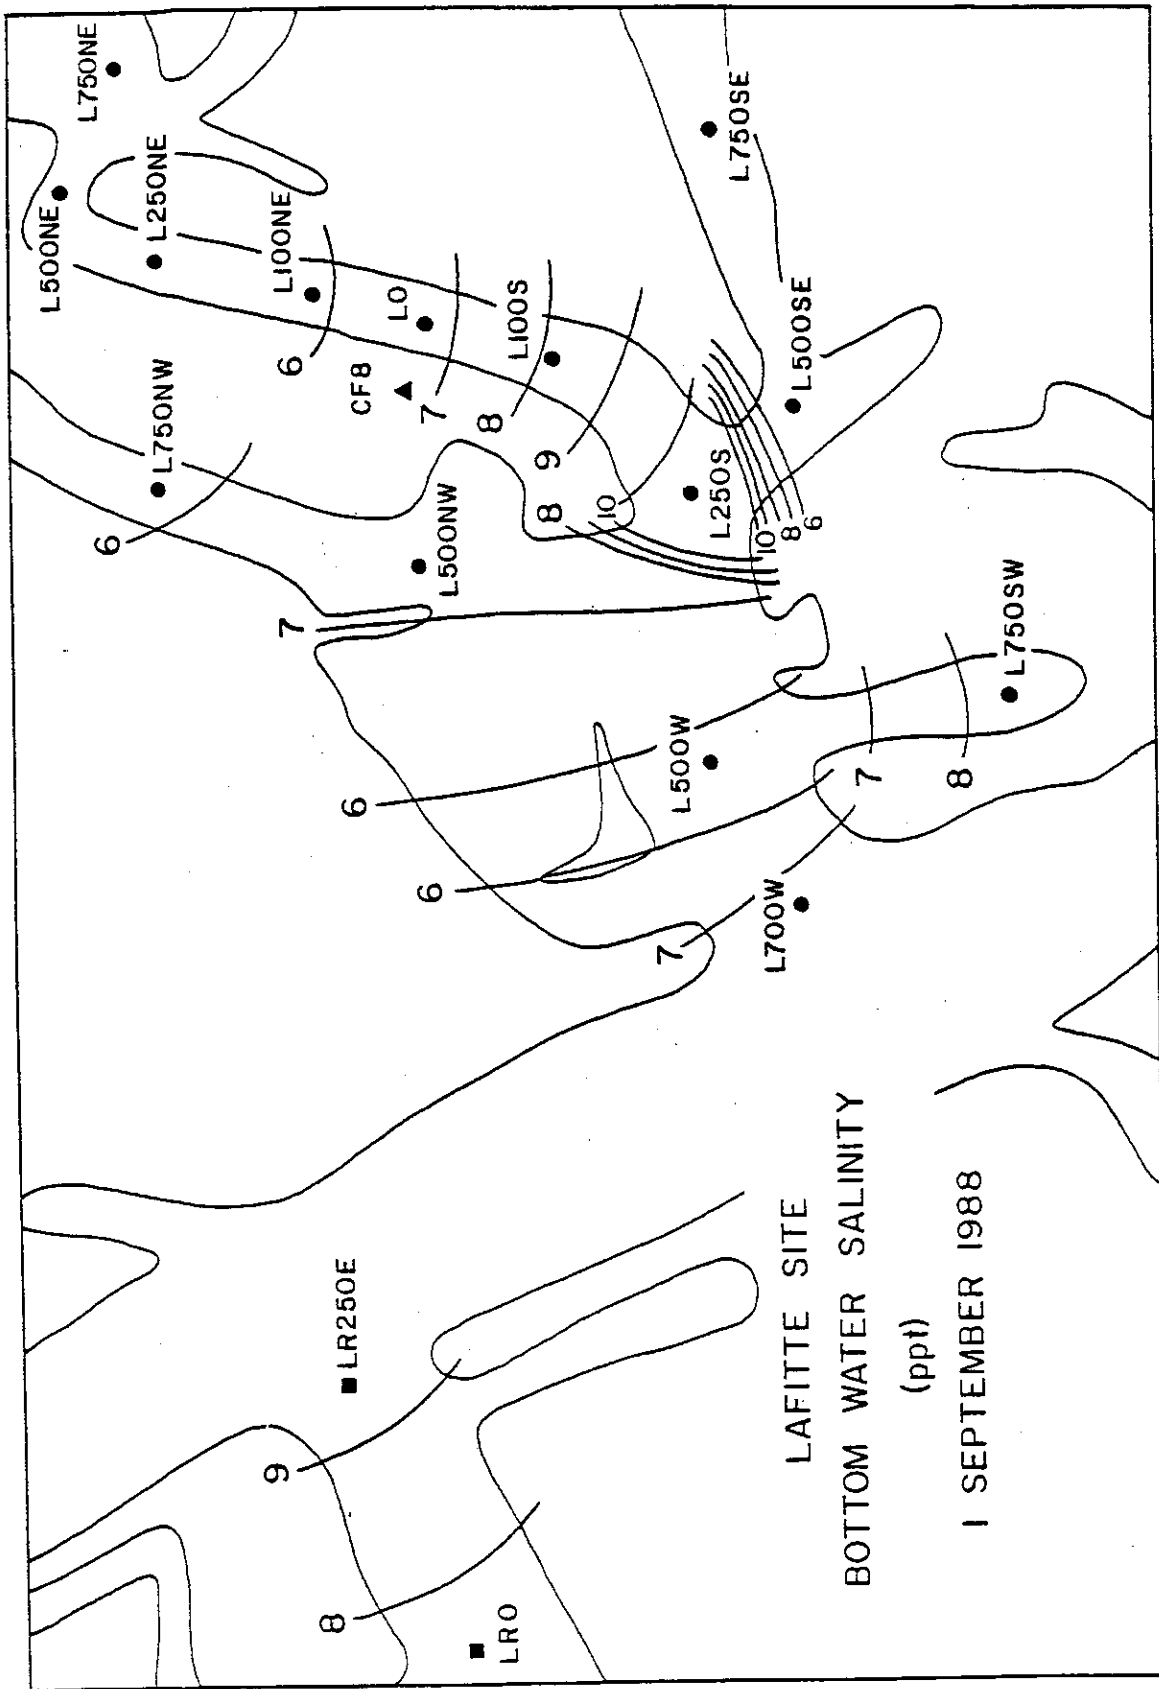 L500NE
L750NE
L250NE
L750NW
6
L100NE
6
CF8
L0
7
L500NW
7
8
L100S
9
8
10
L250S
L750SE
L500SE
10
8
6
6
L500W
6
7
L700W
7
8
L750SW
LR250E
9
8
LR0
LAFITTE SITE
BOTTOM WATER SALINITY
(ppt)
1 SEPTEMBER 1988